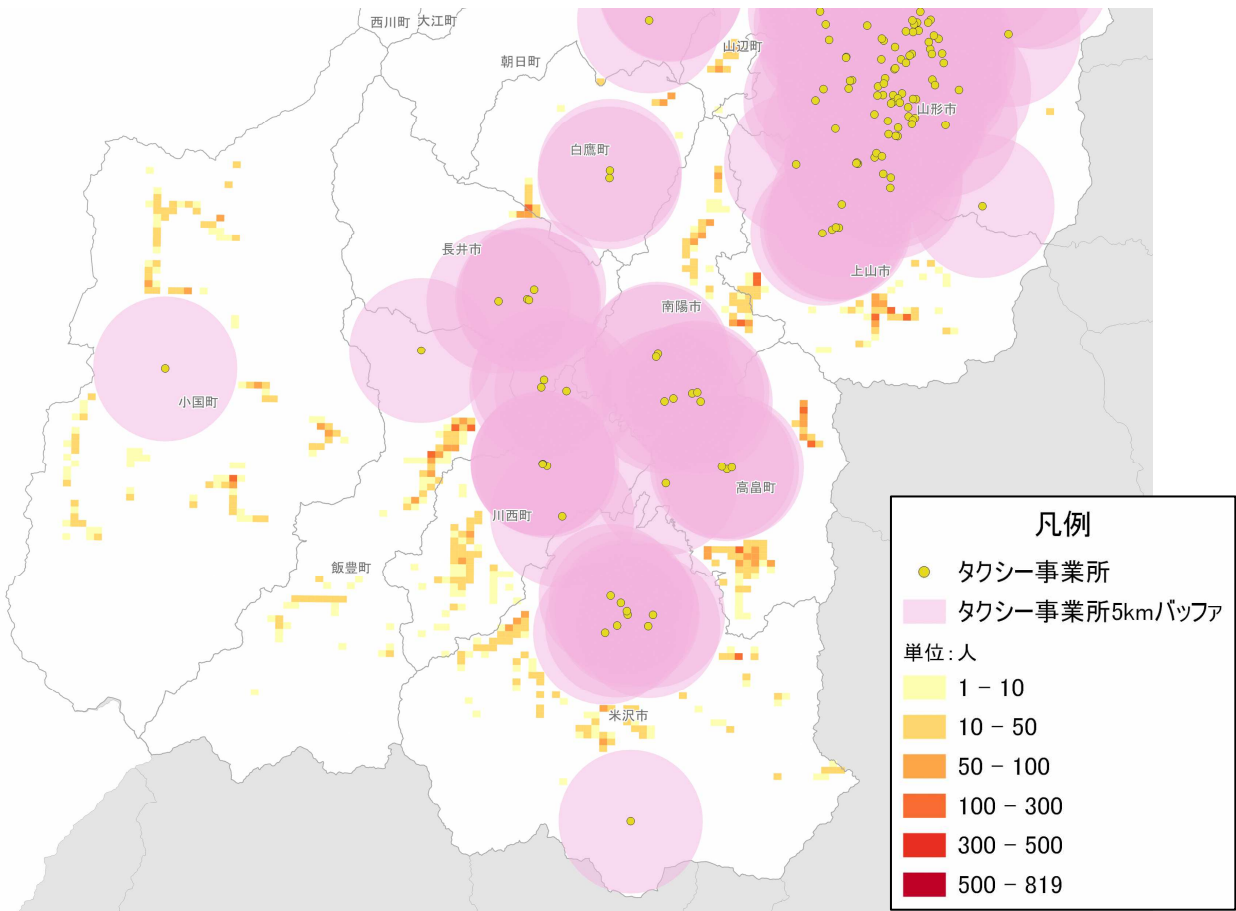 西川町
大江町
山辺町
朝日町
山形市
白鷹町
長井市
上山市
南陽市
小国町
高畠町
川西町
飯豊町
米沢市
凡例
タクシー事業所
タクシー事業所5kmバッファ
単位：人
1 － 10
10 － 50
50 － 100
100 － 300
300 － 500
500 － 819